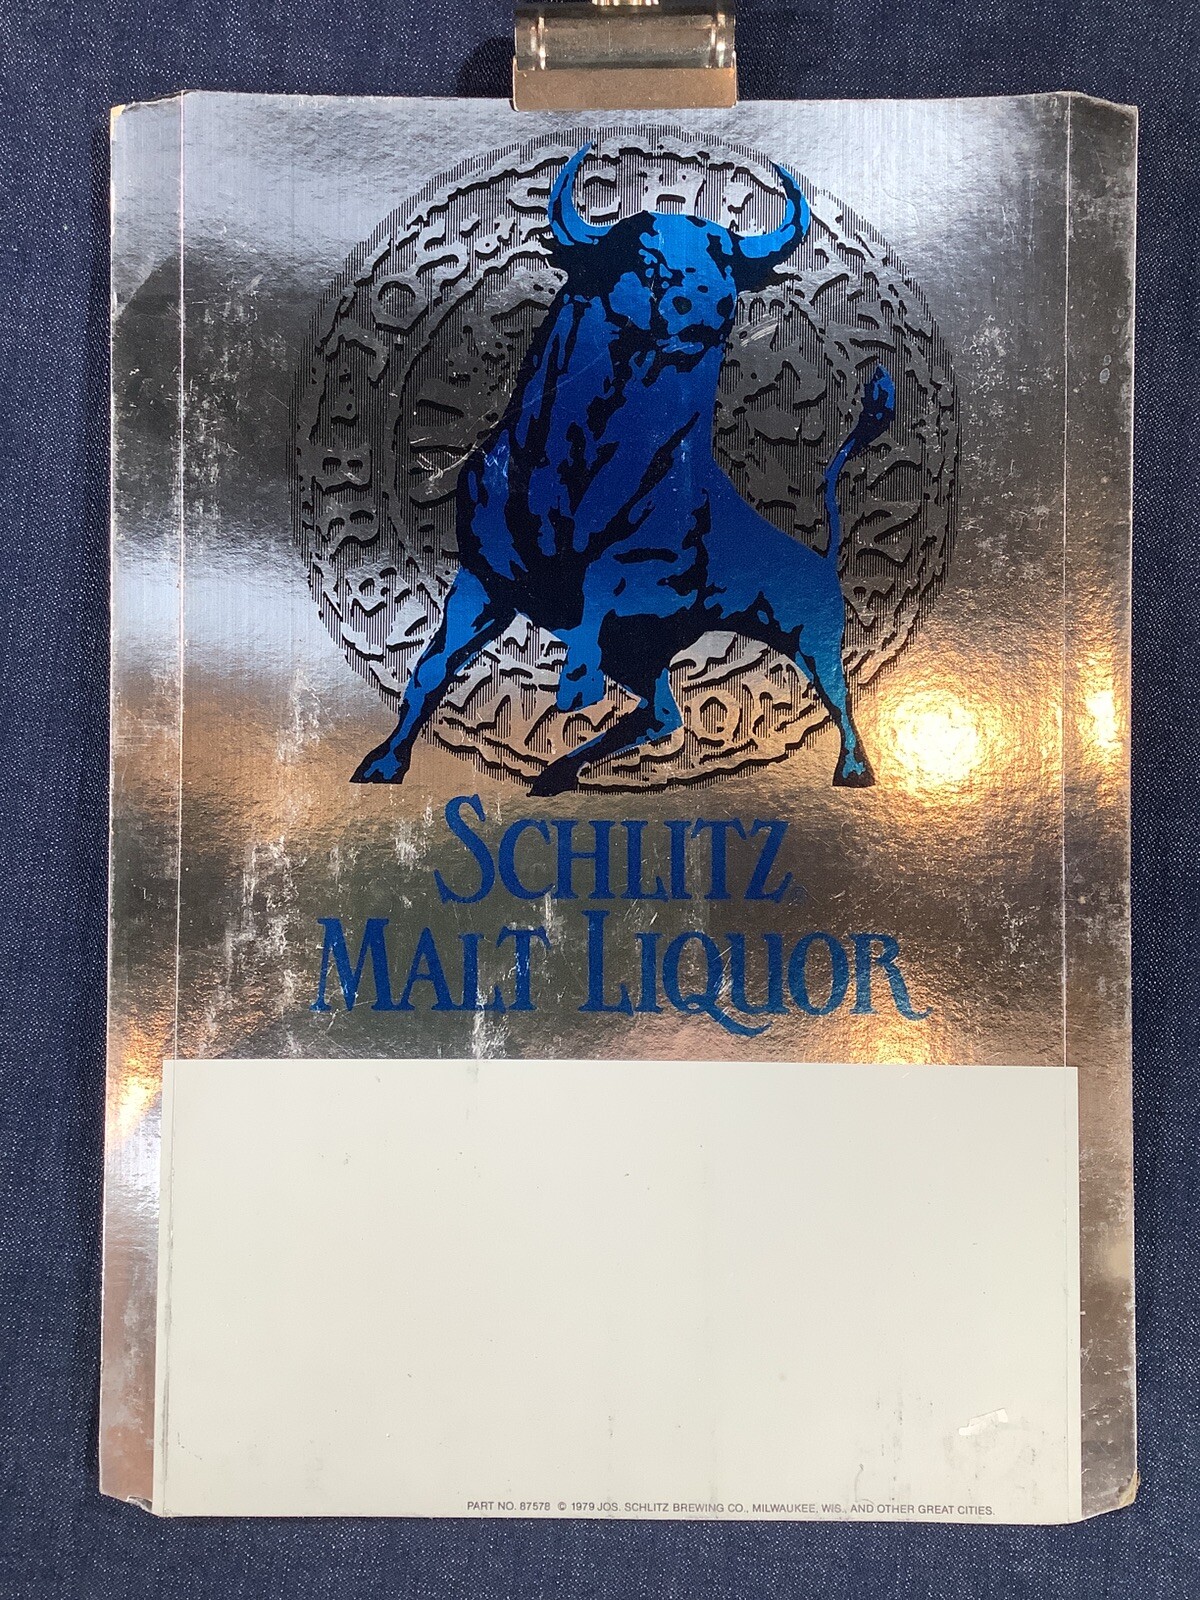 SCHLITZ
MALT LIQUOR
PART NO. 87578 © 1979 JOS. SCHLITZ BREWING CO., MILWAUKEE, WIS., AND OTHER GREAT CITIES.